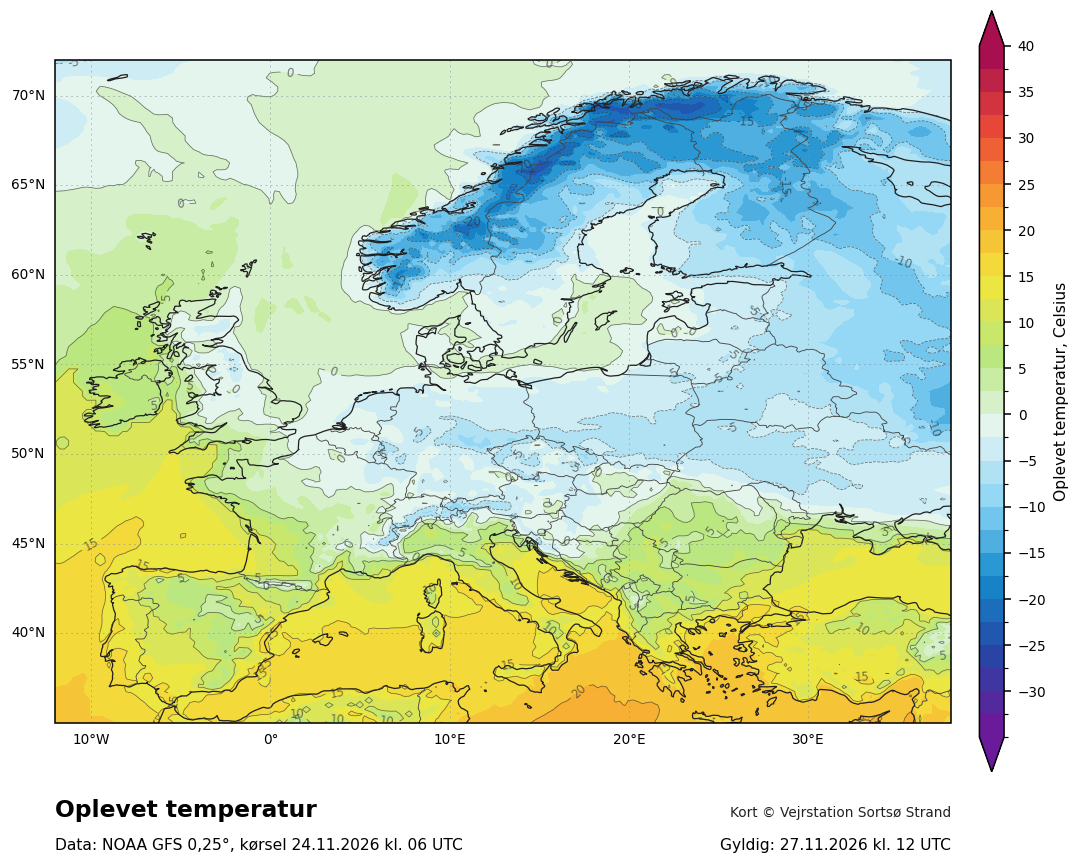 70°N
65°N
60°N
55°N
50°N
45°N
40°N
10°W
0°
10°E
20°E
30°E
40
35
30
25
20
15
10
5
0
−5
−10
−15
−20
−25
−30
Oplevet temperatur, Celsius
Oplevet temperatur
Kort © Vejrstation Sortsø Strand
Data: NOAA GFS 0,25°, kørsel 24.11.2026 kl. 06 UTC
Gyldig: 27.11.2026 kl. 12 UTC